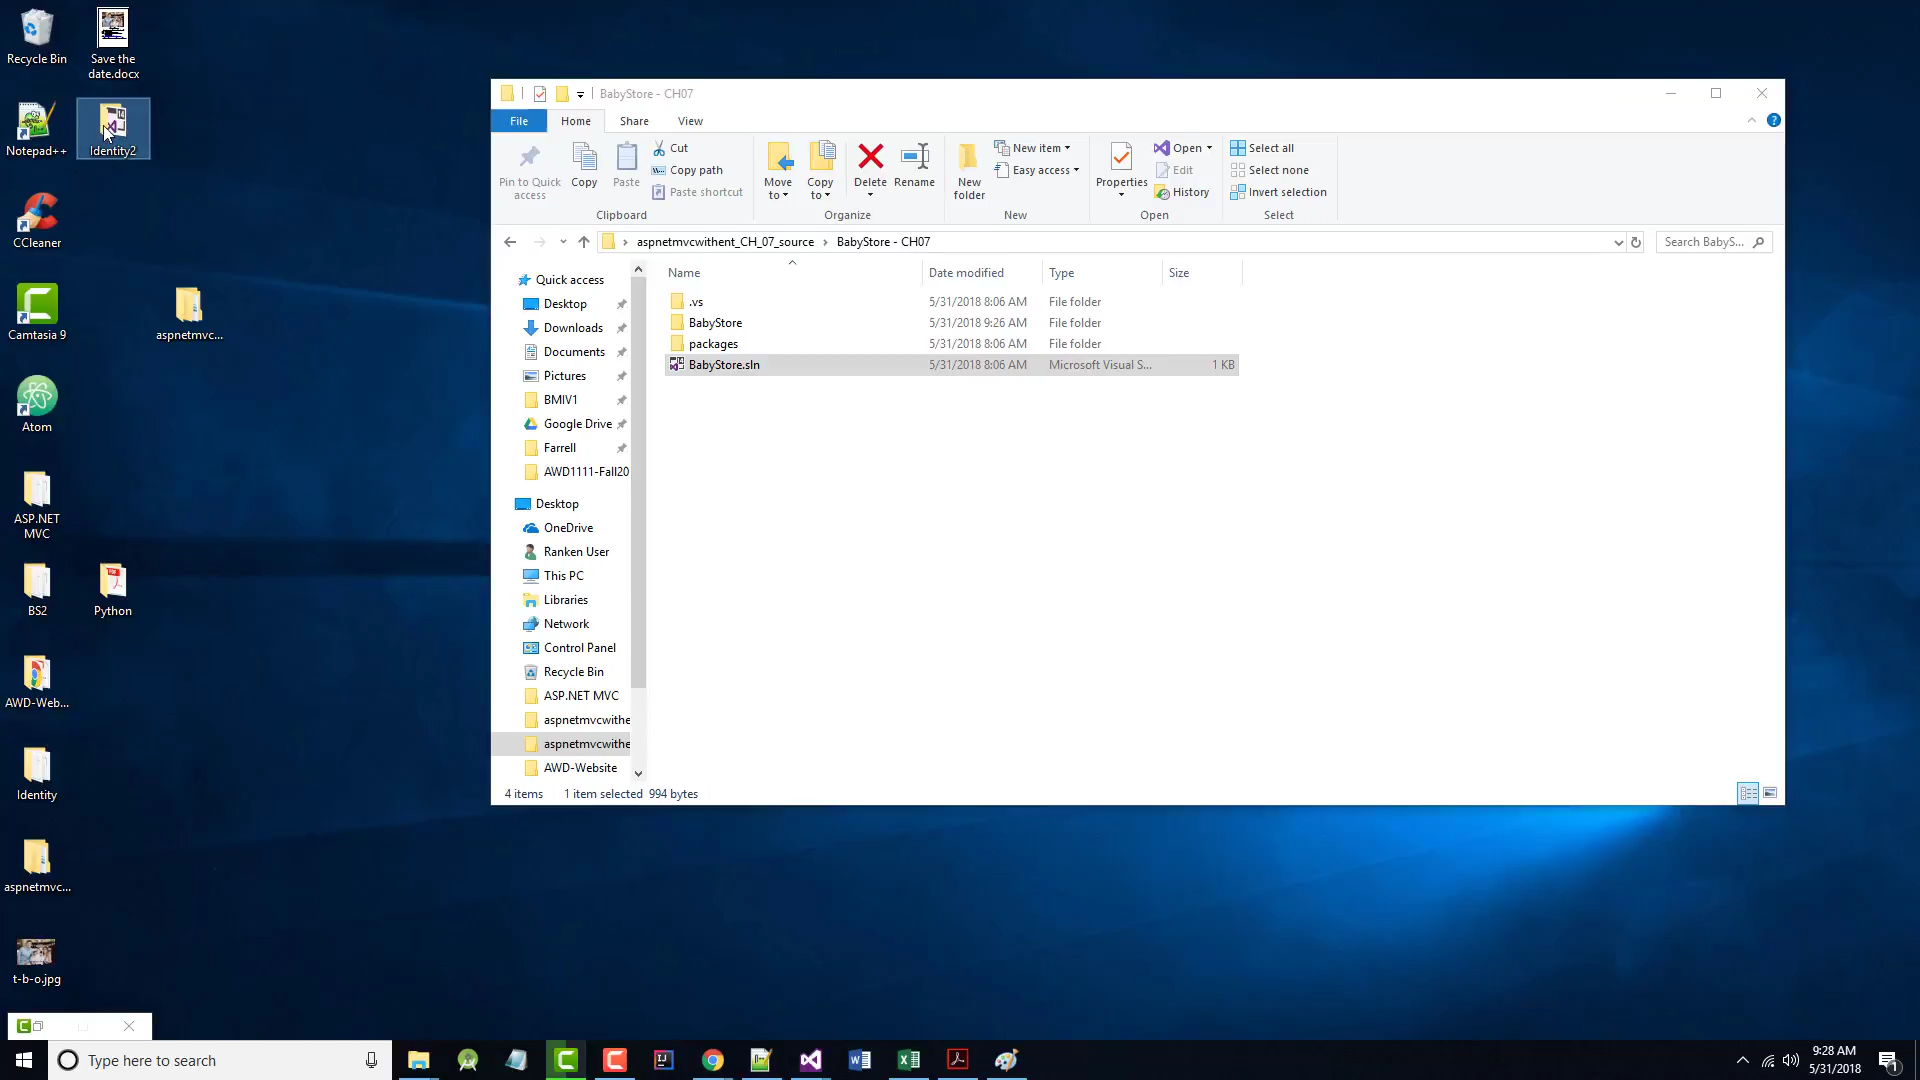 Recycle Bin
Save the
date.docx
Notepad++
Identity2
CCleaner
Camtasia 9
aspnetmvc...
Atom
ASP.NET
MVC
BS2
Python
AWD-Web...
Identity
aspnetmvc...
t-b-o.jpg
BabyStore - CH07
File
Home
Share
View
Pin to Quick
access
Copy
Paste
Cut
Copy path
Paste shortcut
Clipboard
Move
to
Copy
to
Delete
Rename
Organize
New
folder
New item
Easy access
New
Properties
Open
Edit
History
Open
Select all
Select none
Invert selection
Select
aspnetmvcwithent_CH_07_source
BabyStore - CH07
Search BabyS...
Name
Date modified
Type
Size
.vs 5/31/2018 8:06 AM File folder
BabyStore 5/31/2018 9:26 AM File folder
packages 5/31/2018 8:06 AM File folder
BabyStore.sln 5/31/2018 8:06 AM Microsoft Visual S... 1 KB
Quick access
Desktop
Downloads
Documents
Pictures
BMIV1
Google Drive
Farrell
AWD1111-Fall20
Desktop
OneDrive
Ranken User
This PC
Libraries
Network
Control Panel
Recycle Bin
ASP.NET MVC
aspnetmvcwithe
aspnetmvcwithe
AWD-Website
4 items
1 item selected 994 bytes
Type here to search
9:28 AM
5/31/2018